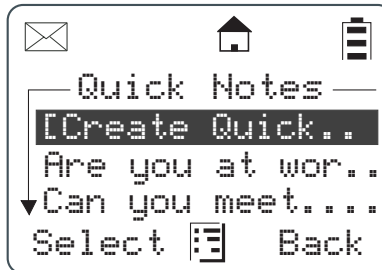 Quick Notes
[Create Quick..
Are you at wor..
Can you meet....
Select Back